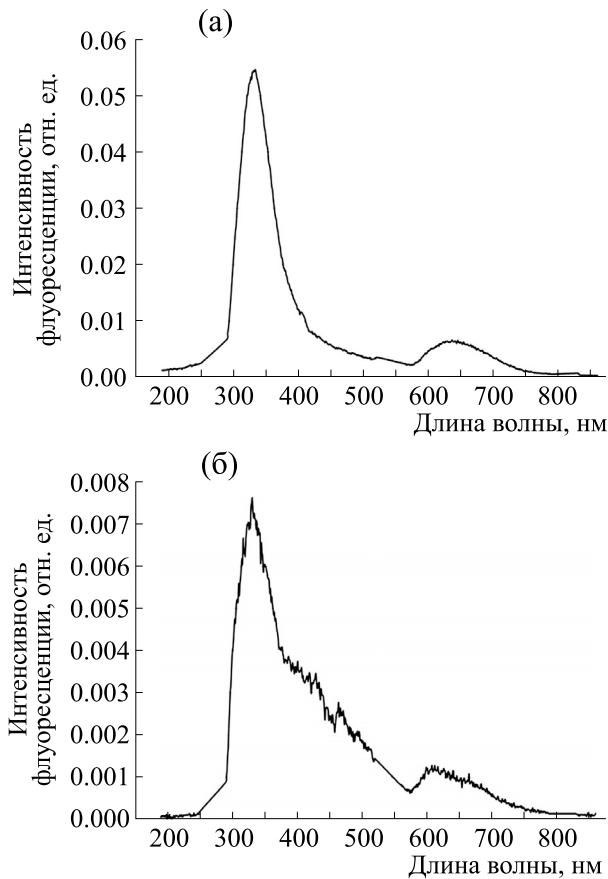 (а)
0.06
0.05
0.04
0.03
0.02
0.01
0.00
Интенсивность
флуоресценции, отн. ед.
200 300 400 500 600 700 800
Длина волны, нм
(б)
0.008
0.007
0.006
0.005
0.004
0.003
0.002
0.001
0.000
Интенсивность
флуоресценции, отн. ед.
200 300 400 500 600 700 800
Длина волны, нм